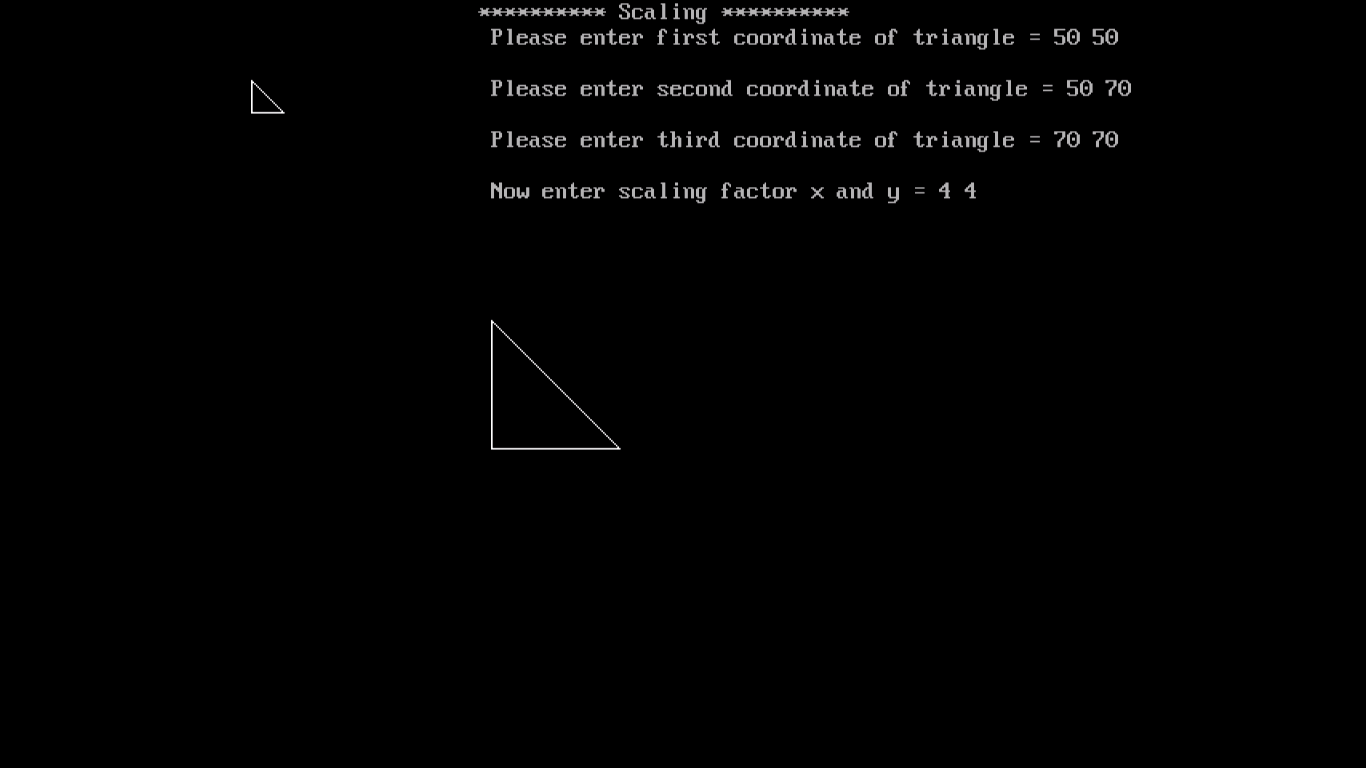 ********** Scaling **********
Please enter first coordinate of triangle = 50 50
Please enter second coordinate of triangle = 50 70
Please enter third coordinate of triangle = 70 70
Now enter scaling factor x and y = 4 4